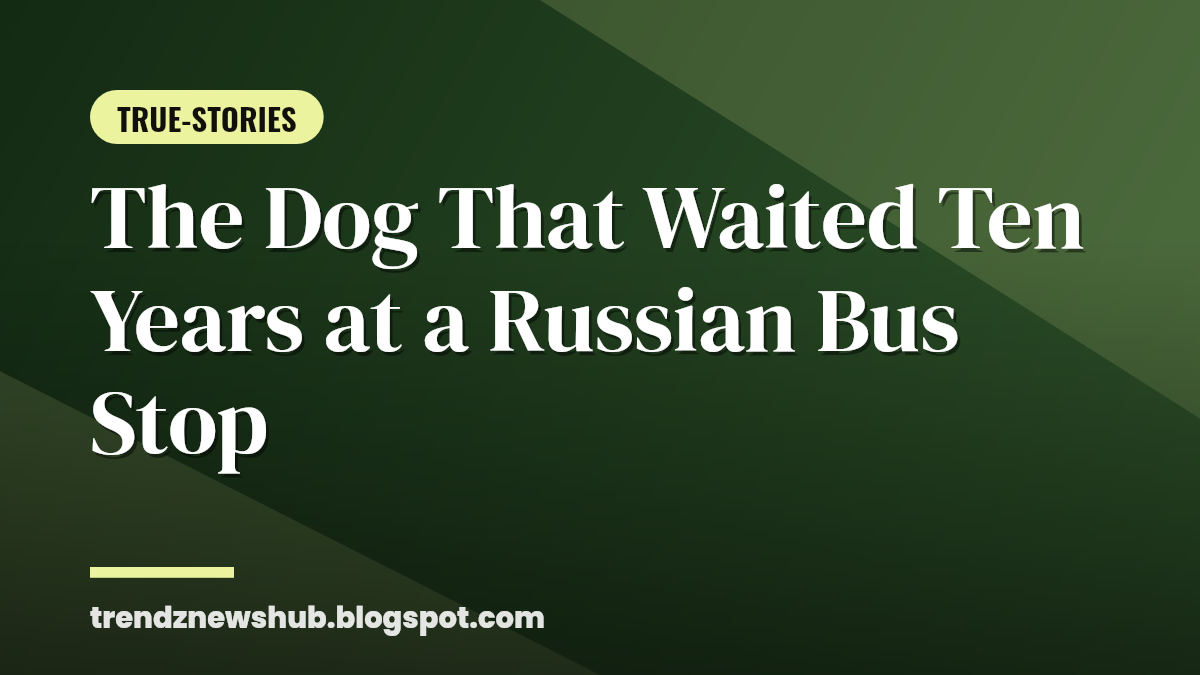 TRUE-STORIES
The Dog That Waited Ten
Years at a Russian Bus
Stop
trendznewshub.blogspot.com